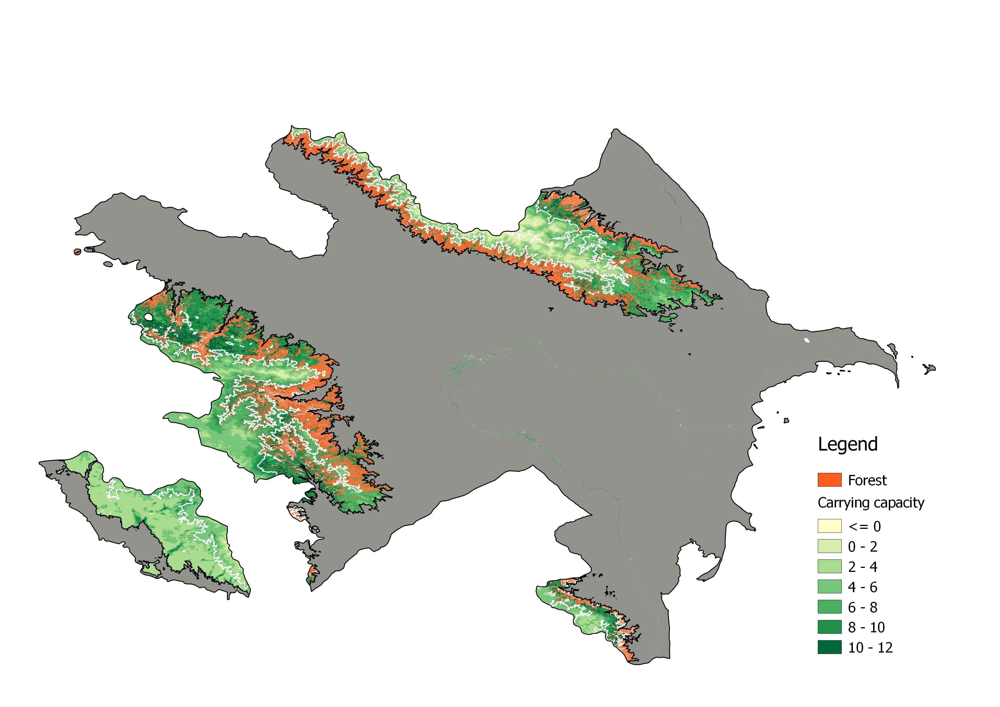 Legend
Forest
Carrying capacity
<= 0
0 - 2
2 - 4
4 - 6
6 - 8
8 - 10
10 - 12